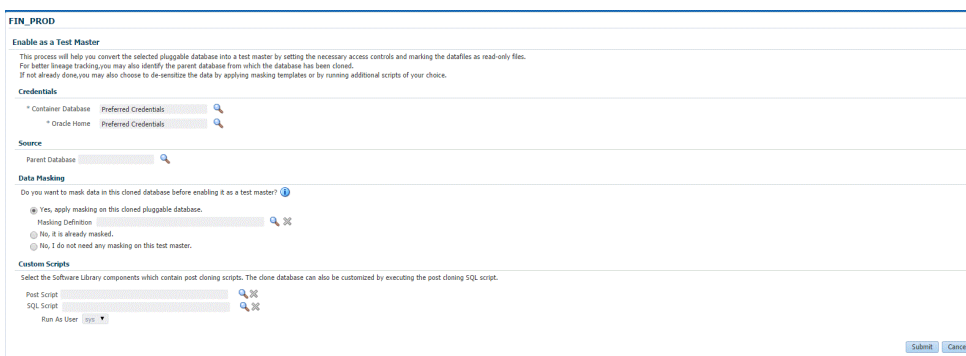 FIN_PROD
Enable as a Test Master
This process will help you convert the selected pluggable database into a test master by setting the necessary access controls and marking the datafiles as read-only files.
For better lineage tracking,you may also identify the parent database from which the database has been cloned.
If not already done,you may also choose to de-sensitize the data by applying masking templates or by running additional scripts of your choice.
Credentials
* Container Database Preferred Credentials
* Oracle Home Preferred Credentials
Source
Parent Database
Data Masking
Do you want to mask data in this cloned database before enabling it as a test master?
Yes, apply masking on this cloned pluggable database.
Masking Definition
No, it is already masked.
No, I do not need any masking on this test master.
Custom Scripts
Select the Software Library components which contain post cloning scripts. The clone database can also be customized by executing the post cloning SQL script.
Post Script
SQL Script
Run As User sys
Submit Cance